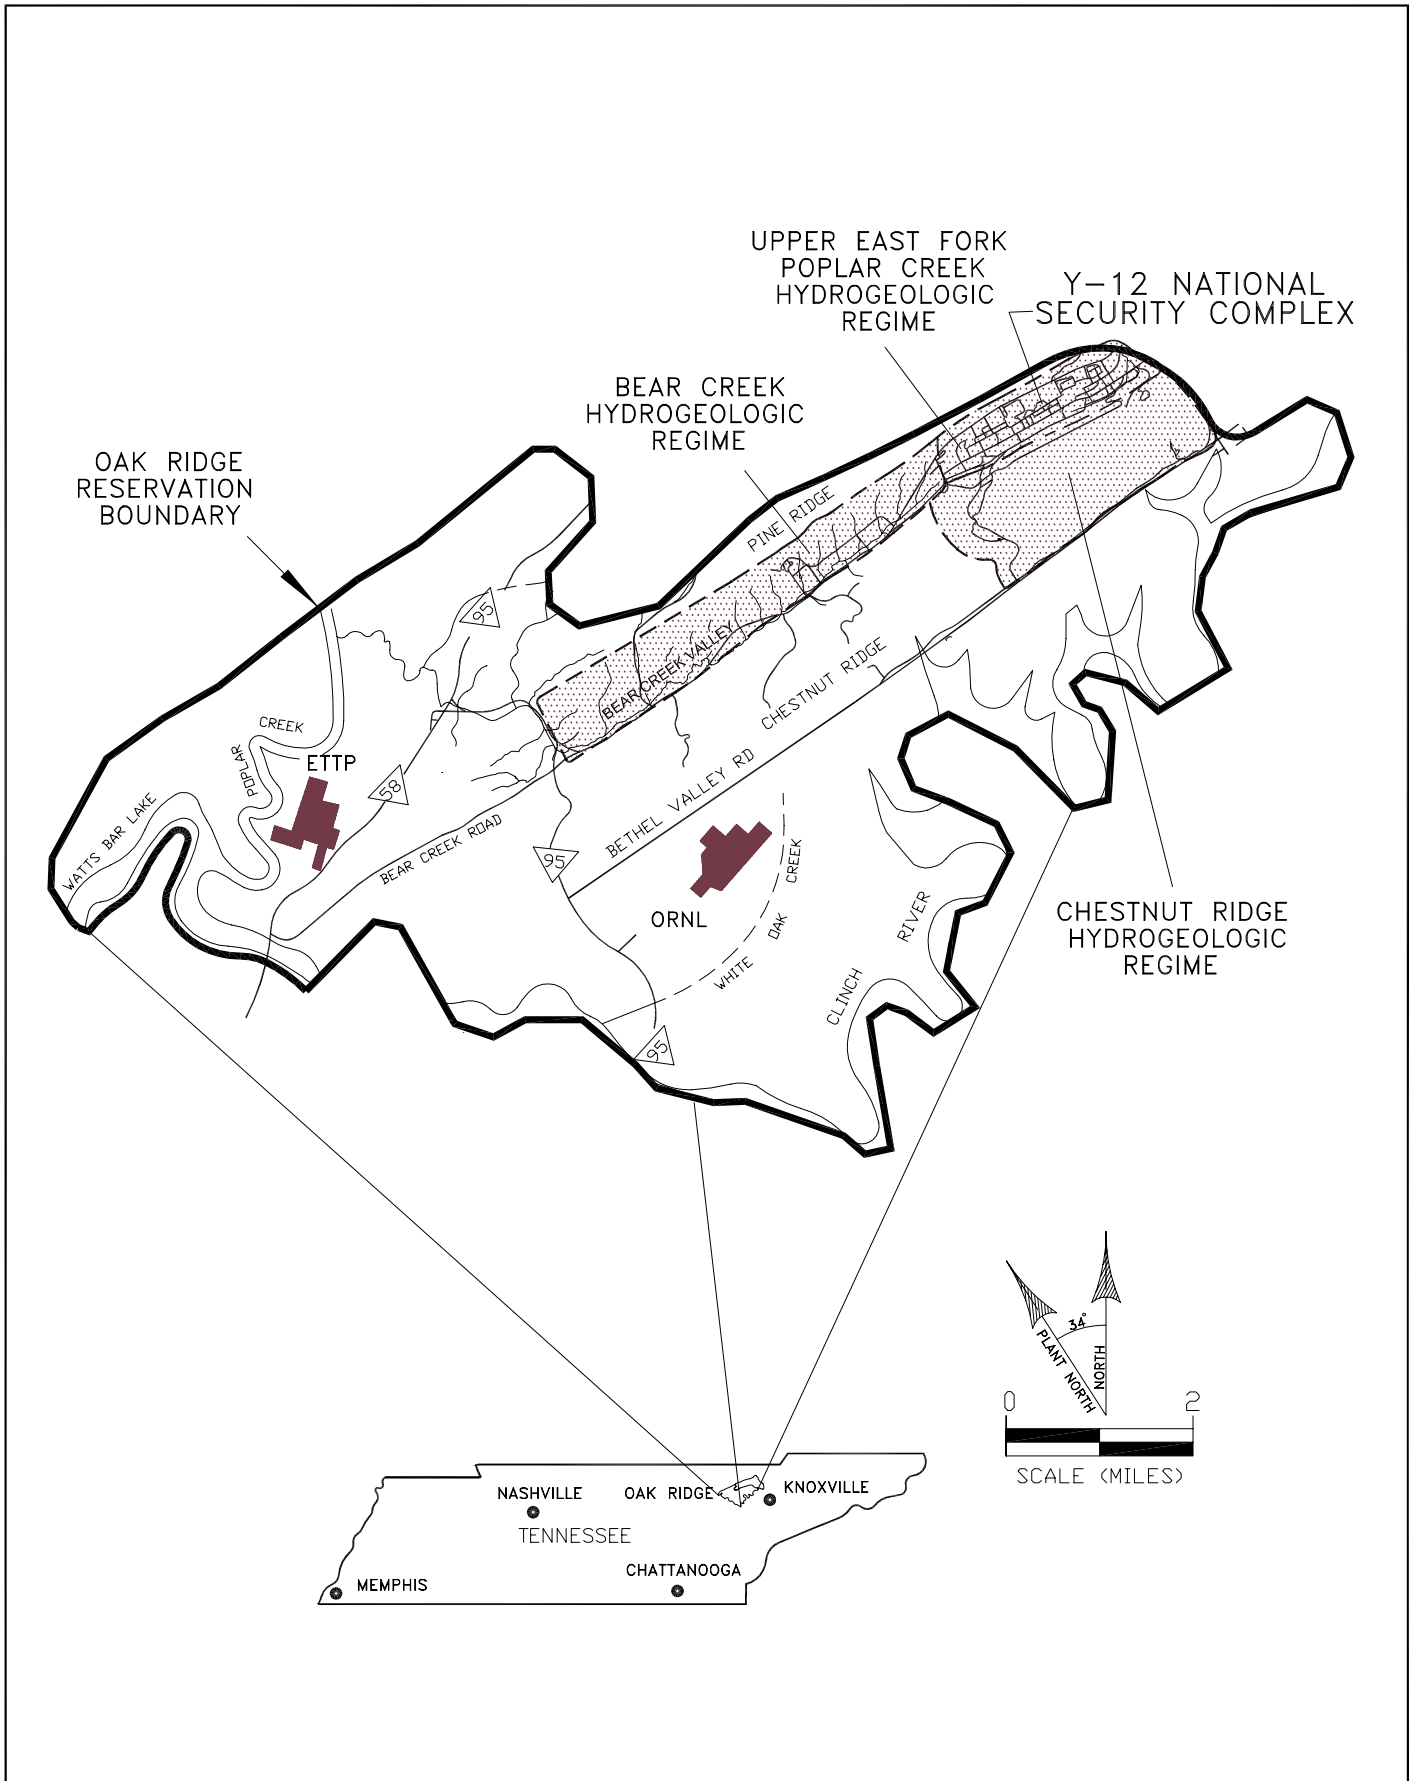 UPPER EAST FORK
POPLAR CREEK
HYDROGEOLOGIC
REGIME
Y-12 NATIONAL
SECURITY COMPLEX
BEAR CREEK
HYDROGEOLOGIC
REGIME
OAK RIDGE
RESERVATION
BOUNDARY
PINE RIDGE
95
BEAR CREEK VALLEY
CHESTNUT RIDGE
CREEK
POPLAR
ETTP
58
WATTS BAR LAKE
BEAR CREEK ROAD
BETHEL VALLEY RD
95
CREEK
OAK
WHITE
ORNL
RIVER
CLINCH
CHESTNUT RIDGE
HYDROGEOLOGIC
REGIME
95
34°
PLANT NORTH
NORTH
0 2
SCALE (MILES)
NASHVILLE
OAK RIDGE
KNOXVILLE
TENNESSEE
CHATTANOOGA
MEMPHIS